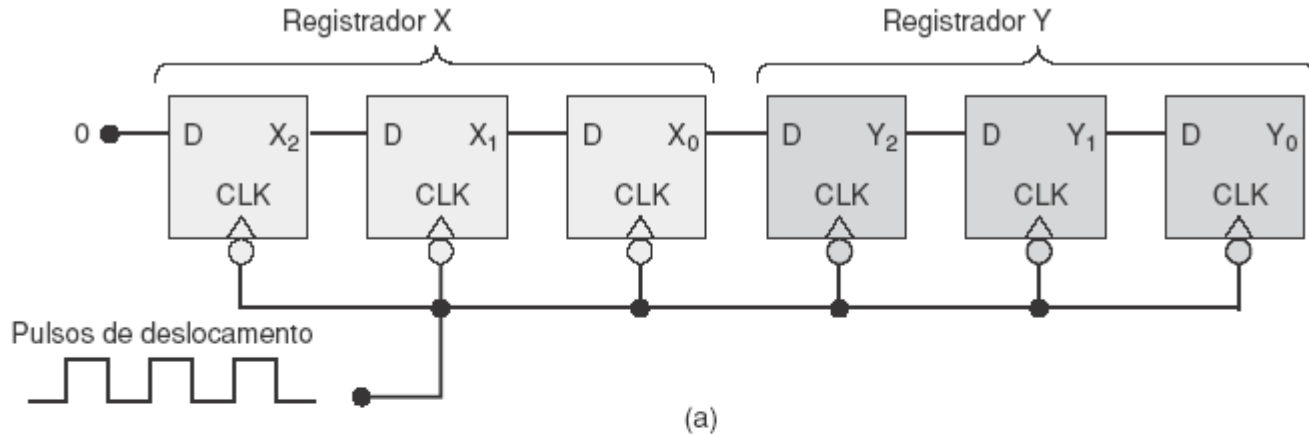 Registrador X Registrador Y
0 D X₂ D X₁ D X₀ D Y₂ D Y₁ D Y₀
CLK CLK CLK CLK CLK CLK
Pulsos de deslocamento
(a)